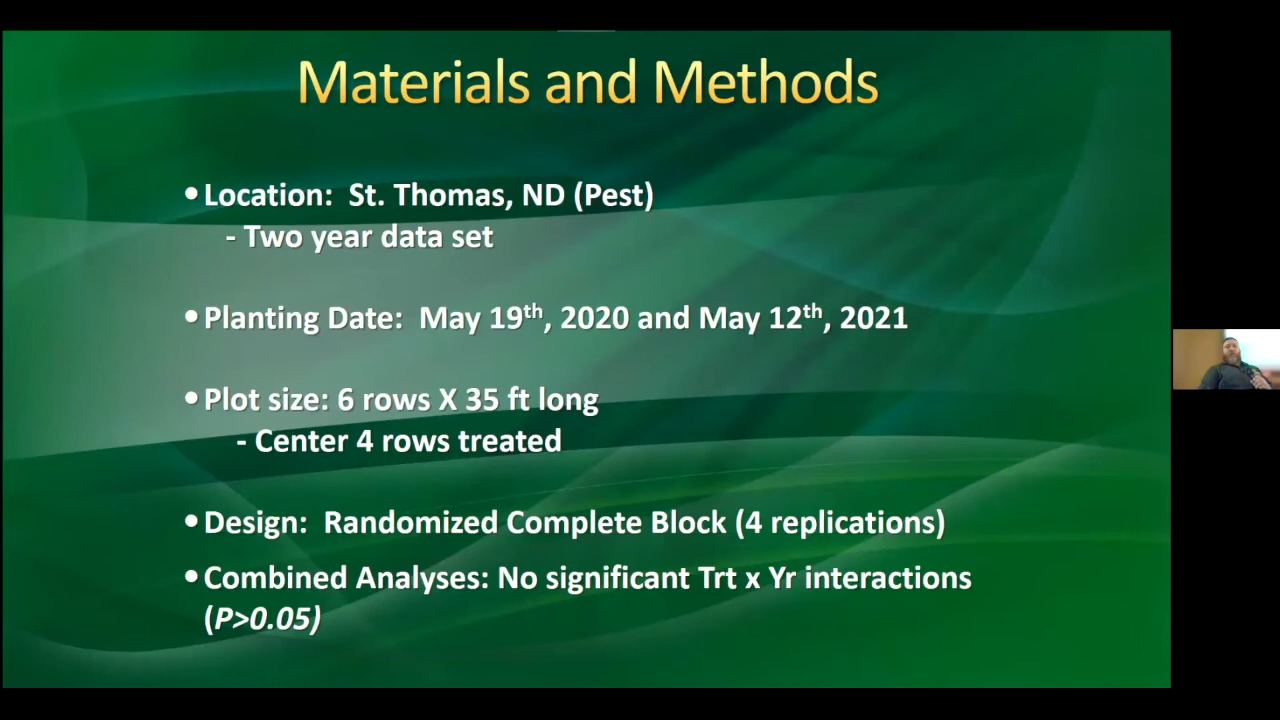 Materials and Methods
• Location: St. Thomas, ND (Pest)
- Two year data set
• Planting Date: May 19th, 2020 and May 12th, 2021
• Plot size: 6 rows X 35 ft long
- Center 4 rows treated
• Design: Randomized Complete Block (4 replications)
• Combined Analyses: No significant Trt x Yr interactions
(P>0.05)